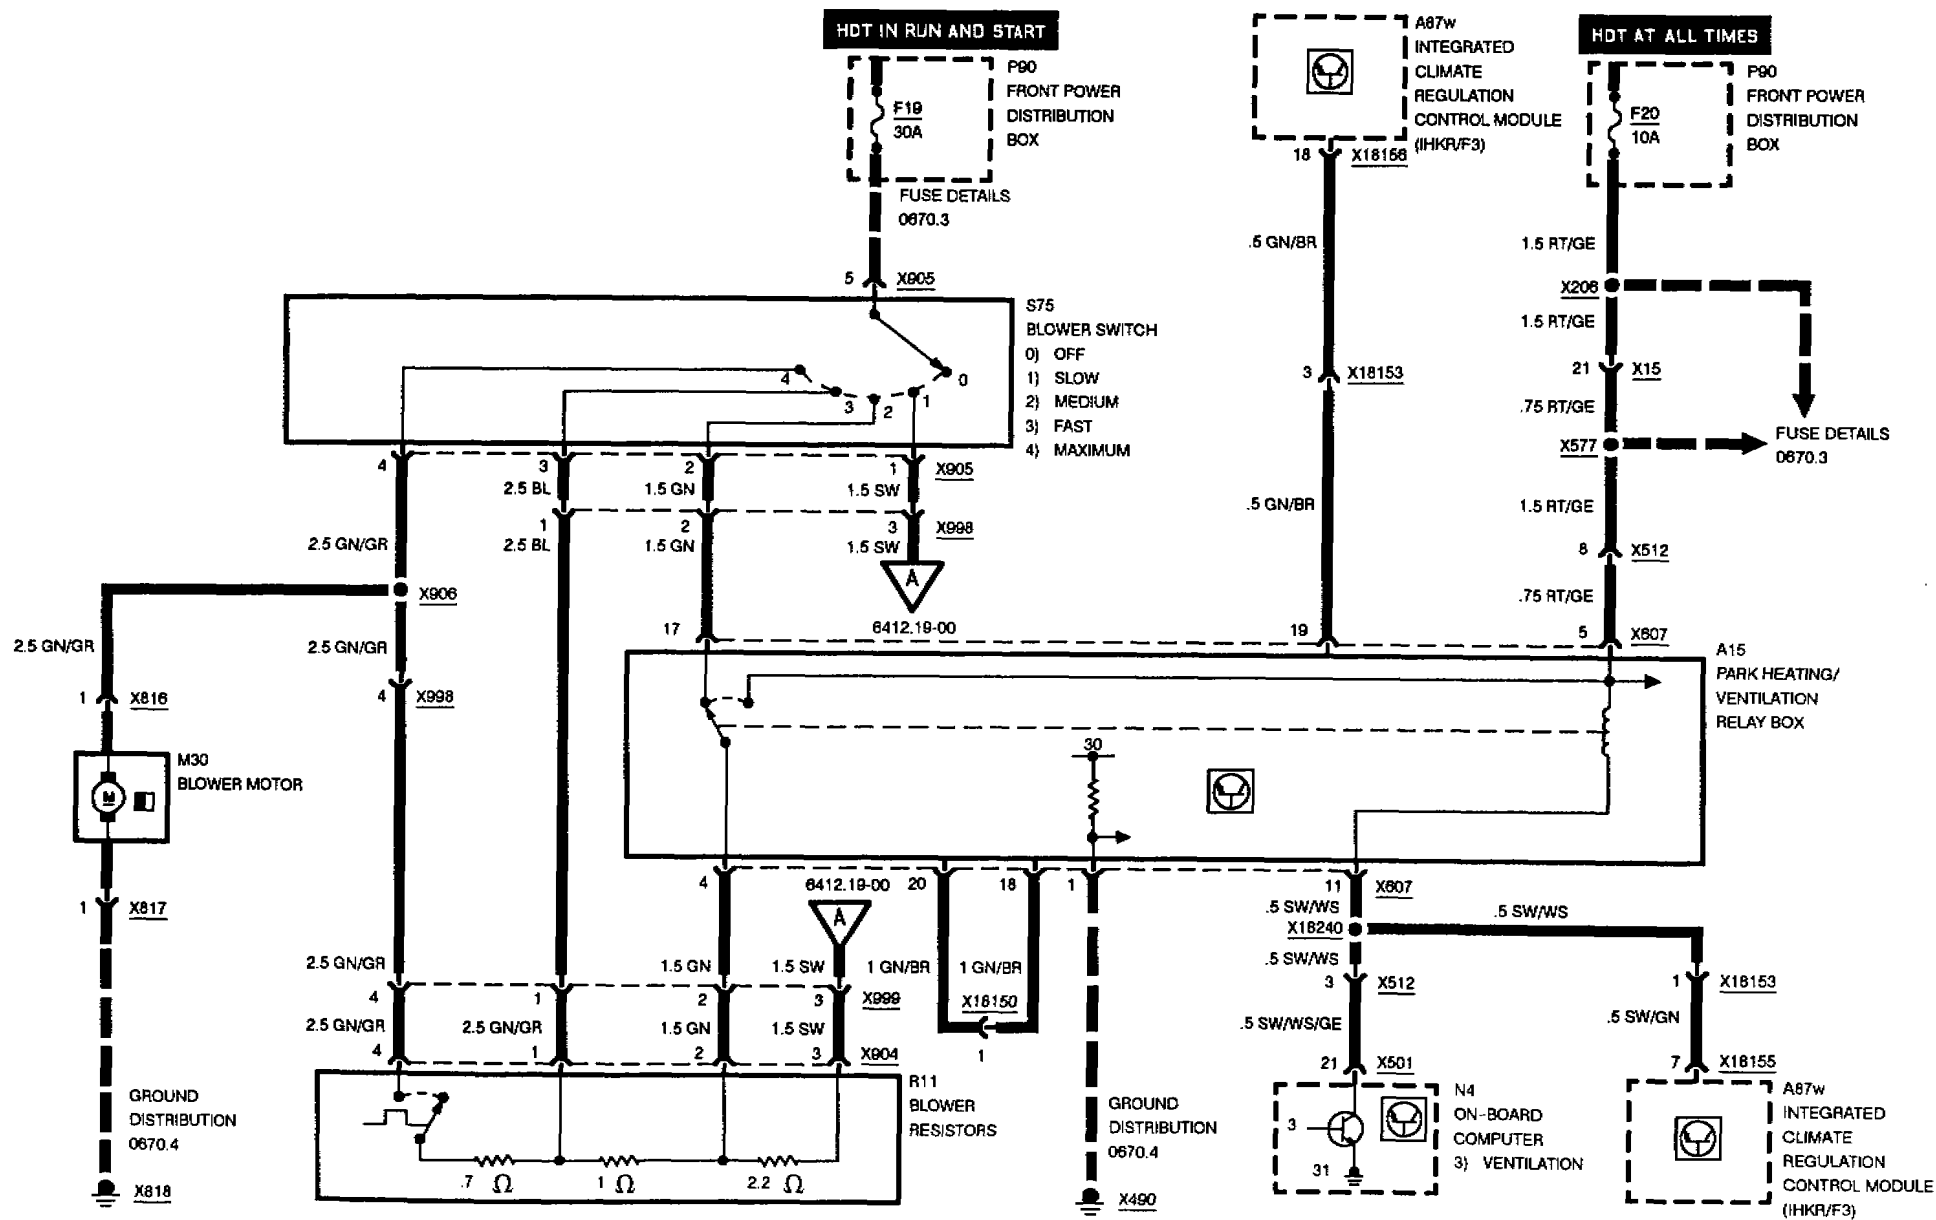 HOT IN RUN AND START
P90
FRONT POWER
DISTRIBUTION
BOX
F19
30A
FUSE DETAILS
0670.3
5 X905
A87w
INTEGRATED
CLIMATE
REGULATION
CONTROL MODULE
(IHKR/F3)
18 X18156
.5 GN/BR
3 X18153
.5 GN/BR
HOT AT ALL TIMES
P90
FRONT POWER
DISTRIBUTION
BOX
F20
10A
1.5 RT/GE
X206
1.5 RT/GE
21 X15
.75 RT/GE
X577
FUSE DETAILS
0670.3
1.5 RT/GE
8 X512
.75 RT/GE
S75
BLOWER SWITCH
0) OFF
1) SLOW
2) MEDIUM
3) FAST
4) MAXIMUM
4 3 2 1 0
4 3 2 1 X905
2.5 BL 1.5 GN 1.5 SW
1 2 3 X998
2.5 GN/GR 2.5 BL 1.5 GN 1.5 SW
A
6412.19-00
X906
2.5 GN/GR 2.5 GN/GR
1 X816
4 X998
M30
BLOWER MOTOR
M
1 X817
GROUND
DISTRIBUTION
0670.4
X818
17 19 5 X607
A15
PARK HEATING/
VENTILATION
RELAY BOX
30
4 20 18 1 11 X607
6412.19-00
A
2.5 GN/GR 1.5 GN 1.5 SW 1 GN/BR 1 GN/BR
4 1 2 3 X999
X18150
1
2.5 GN/GR 2.5 GN/GR 1.5 GN 1.5 SW
4 1 2 3 X904
R11
BLOWER
RESISTORS
.7 Ω 1 Ω 2.2 Ω
GROUND
DISTRIBUTION
0670.4
X490
.5 SW/WS
X18240
.5 SW/WS
.5 SW/WS
3 X512
.5 SW/WS/GE
21 X501
N4
ON-BOARD
COMPUTER
3) VENTILATION
3
31
1 X18153
.5 SW/GN
7 X18155
A87w
INTEGRATED
CLIMATE
REGULATION
CONTROL MODULE
(IHKR/F3)